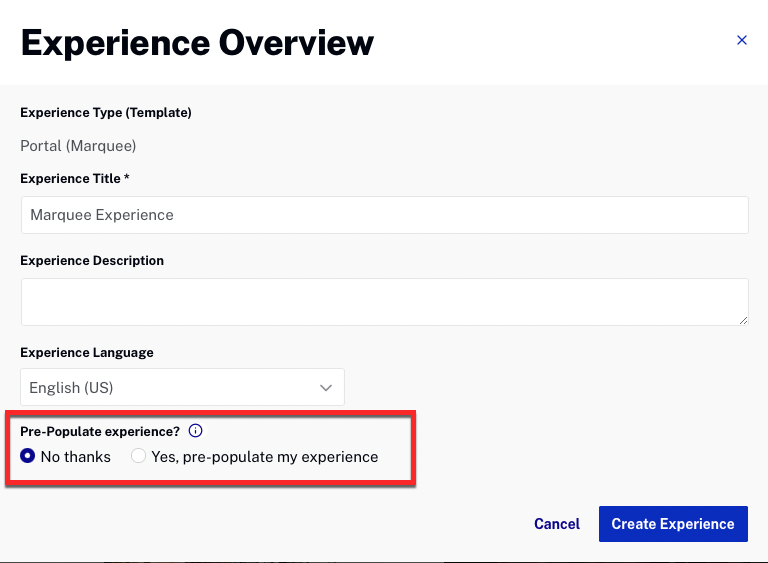 Experience Overview
Experience Type (Template)
Portal (Marquee)
Experience Title *
Marquee Experience
Experience Description
Experience Language
English (US)
Pre-Populate experience?
No thanks Yes, pre-populate my experience
Cancel Create Experience